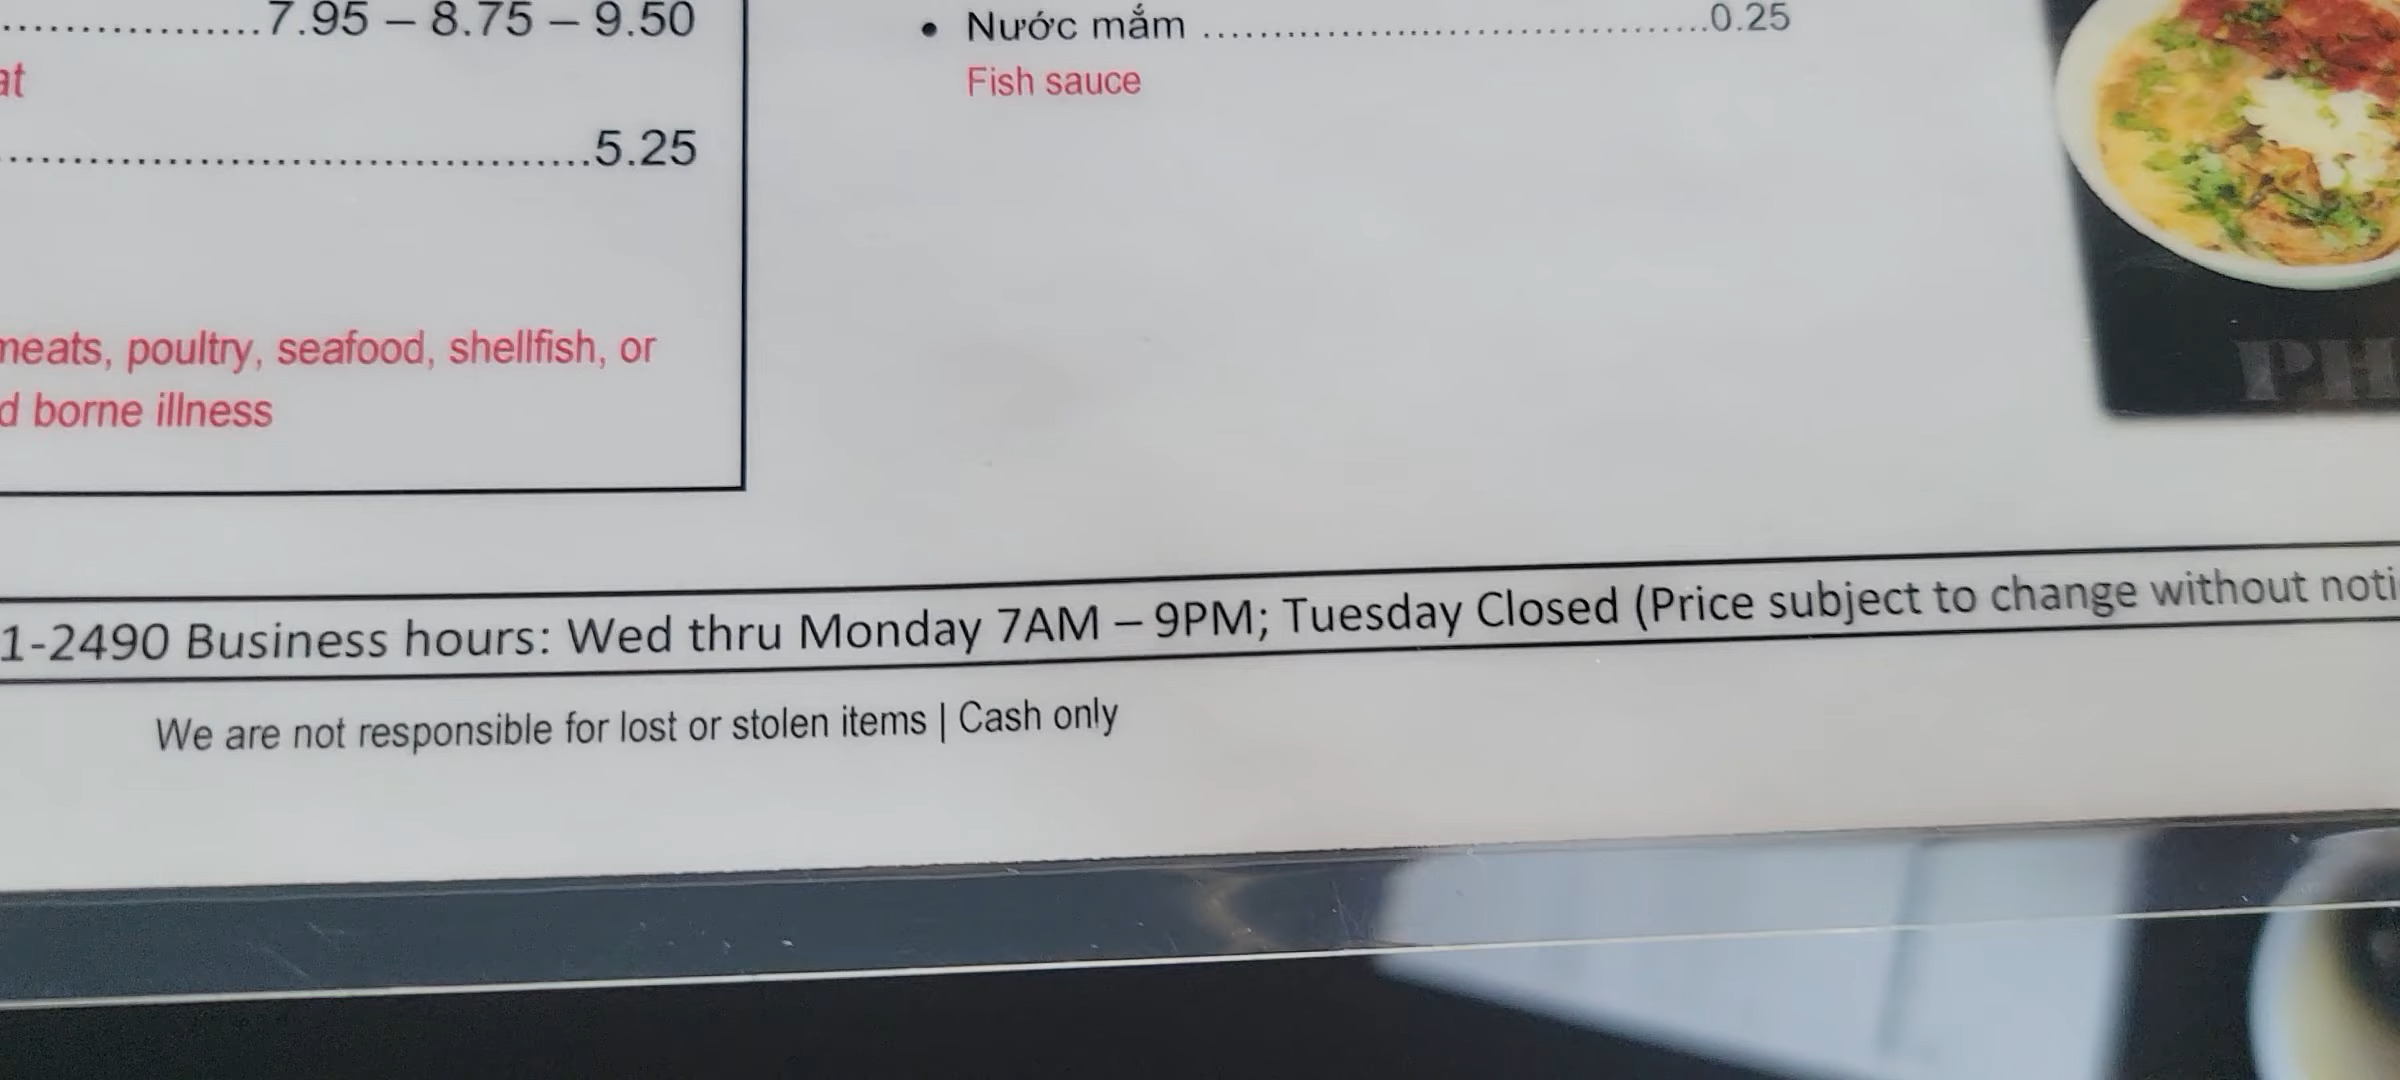 7.95 – 8.75 – 9.50
5.25
poultry, seafood, shellfish, or
borne illness
• Nước mắm 0.25
Fish sauce
1-2490 Business hours: Wed thru Monday 7AM – 9PM; Tuesday Closed (Price subject to change without
We are not responsible for lost or stolen items | Cash only